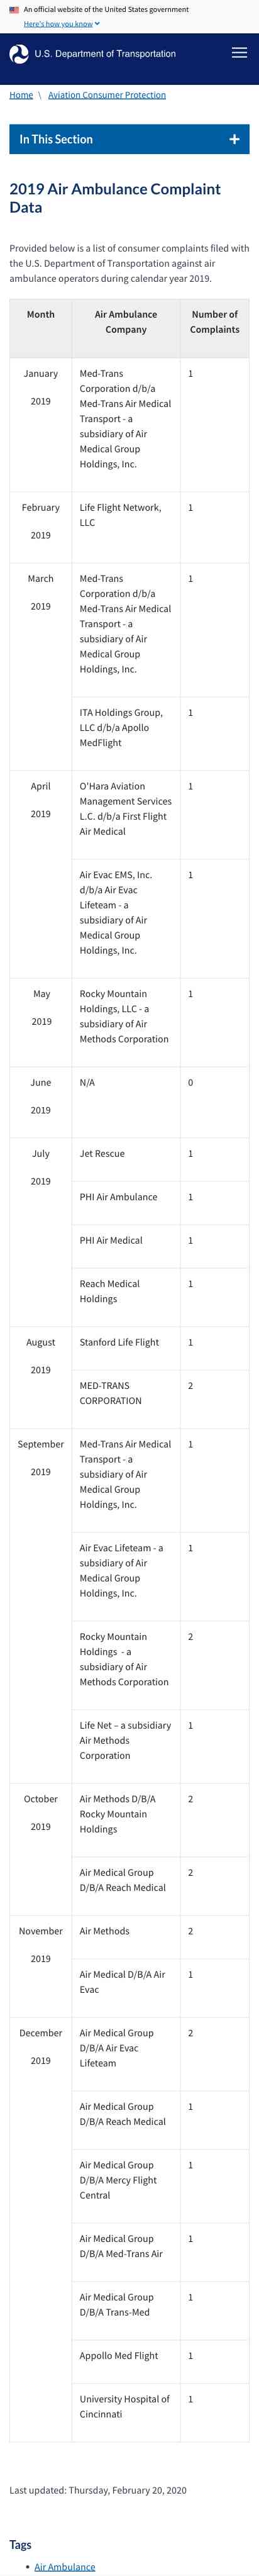 An official website of the United States government
Here's how you know
U.S. Department of Transportation
Home \ Aviation Consumer Protection
In This Section +
2019 Air Ambulance Complaint
Data
Provided below is a list of consumer complaints filed with
the U.S. Department of Transportation against air
ambulance operators during calendar year 2019.
Month
Air Ambulance
Company
Number of
Complaints
January
2019
Med-Trans
Corporation d/b/a
Med-Trans Air Medical
Transport - a
subsidiary of Air
Medical Group
Holdings, Inc.
1
February
2019
Life Flight Network,
LLC
1
March
2019
Med-Trans
Corporation d/b/a
Med-Trans Air Medical
Transport - a
subsidiary of Air
Medical Group
Holdings, Inc.
1
ITA Holdings Group,
LLC d/b/a Apollo
MedFlight
1
April
2019
O'Hara Aviation
Management Services
L.C. d/b/a First Flight
Air Medical
1
Air Evac EMS, Inc.
d/b/a Air Evac
Lifeteam - a
subsidiary of Air
Medical Group
Holdings, Inc.
1
May
2019
Rocky Mountain
Holdings, LLC - a
subsidiary of Air
Methods Corporation
1
June
2019
N/A
0
July
2019
Jet Rescue
1
PHI Air Ambulance
1
PHI Air Medical
1
Reach Medical
Holdings
1
August
2019
Stanford Life Flight
1
MED-TRANS
CORPORATION
2
September
2019
Med-Trans Air Medical
Transport - a
subsidiary of Air
Medical Group
Holdings, Inc.
1
Air Evac Lifeteam - a
subsidiary of Air
Medical Group
Holdings, Inc.
1
Rocky Mountain
Holdings - a
subsidiary of Air
Methods Corporation
2
Life Net – a subsidiary
Air Methods
Corporation
1
October
2019
Air Methods D/B/A
Rocky Mountain
Holdings
2
Air Medical Group
D/B/A Reach Medical
2
November
2019
Air Methods
2
Air Medical D/B/A Air
Evac
1
December
2019
Air Medical Group
D/B/A Air Evac
Lifeteam
2
Air Medical Group
D/B/A Reach Medical
1
Air Medical Group
D/B/A Mercy Flight
Central
1
Air Medical Group
D/B/A Med-Trans Air
1
Air Medical Group
D/B/A Trans-Med
1
Appollo Med Flight
1
University Hospital of
Cincinnati
1
Last updated: Thursday, February 20, 2020
Tags
• Air Ambulance